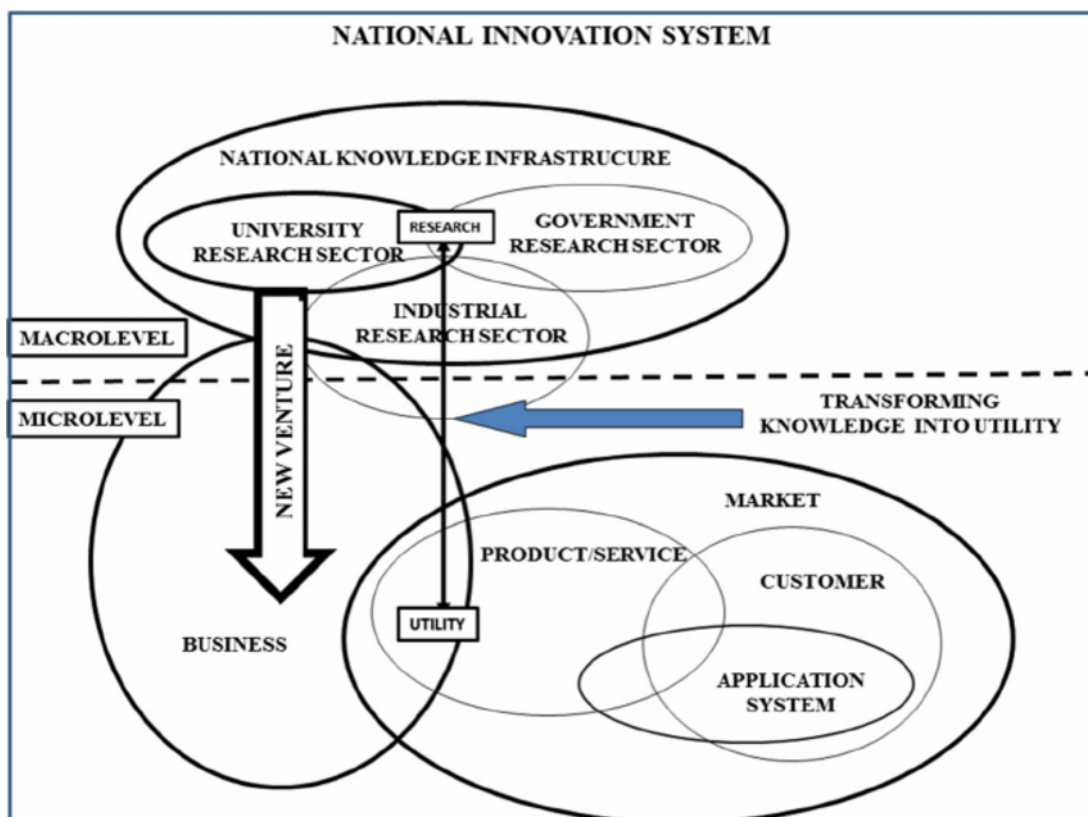 NATIONAL INNOVATION SYSTEM
NATIONAL KNOWLEDGE INFRASTRUCURE
UNIVERSITY
RESEARCH SECTOR
RESEARCH
GOVERNMENT
RESEARCH SECTOR
INDUSTRIAL
RESEARCH SECTOR
MACROLEVEL
MICROLEVEL
NEW VENTURE
TRANSFORMING
KNOWLEDGE INTO UTILITY
MARKET
PRODUCT/SERVICE
CUSTOMER
UTILITY
BUSINESS
APPLICATION
SYSTEM